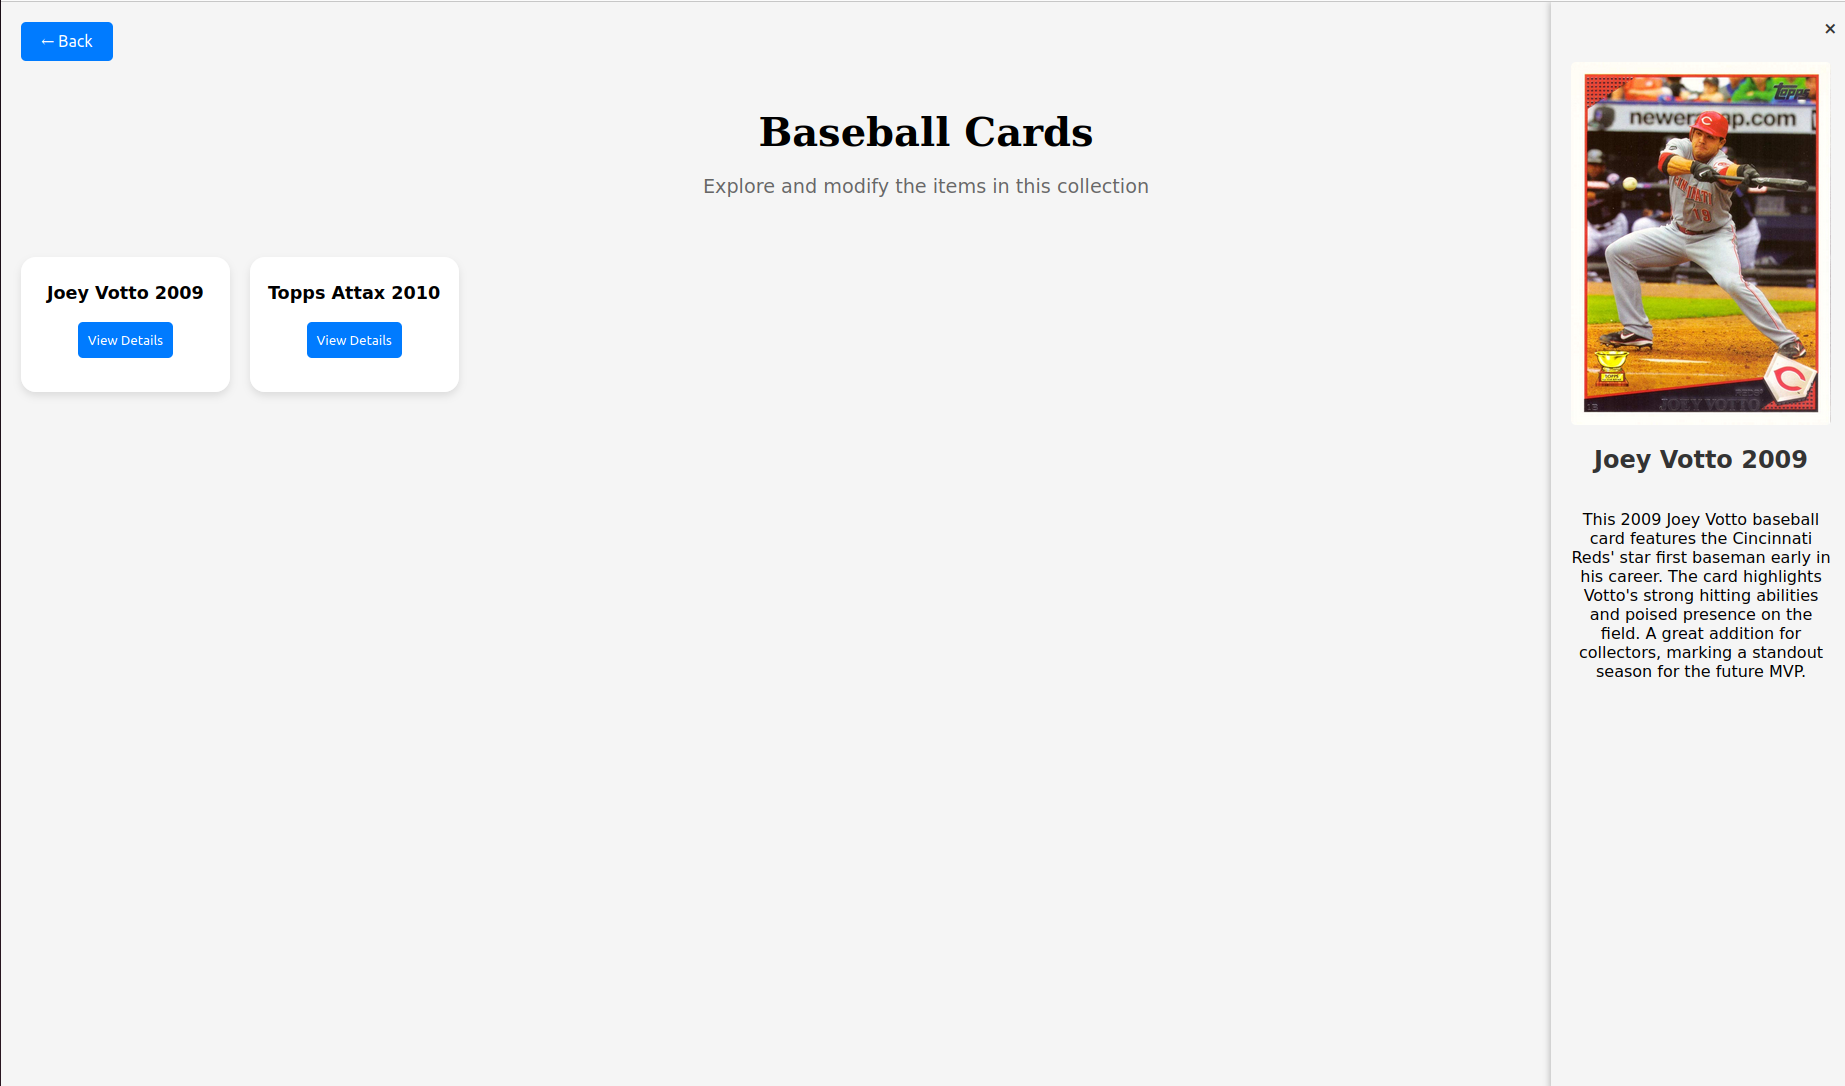 ← Back
×
Baseball Cards
Explore and modify the items in this collection
Joey Votto 2009
View Details
Topps Attax 2010
View Details
Topps
newer
p.com
CINCINNATI
19
TOPPS
JOEY VOTTO
Joey Votto 2009
This 2009 Joey Votto baseball
card features the Cincinnati
Reds' star first baseman early in
his career. The card highlights
Votto's strong hitting abilities
and poised presence on the
field. A great addition for
collectors, marking a standout
season for the future MVP.